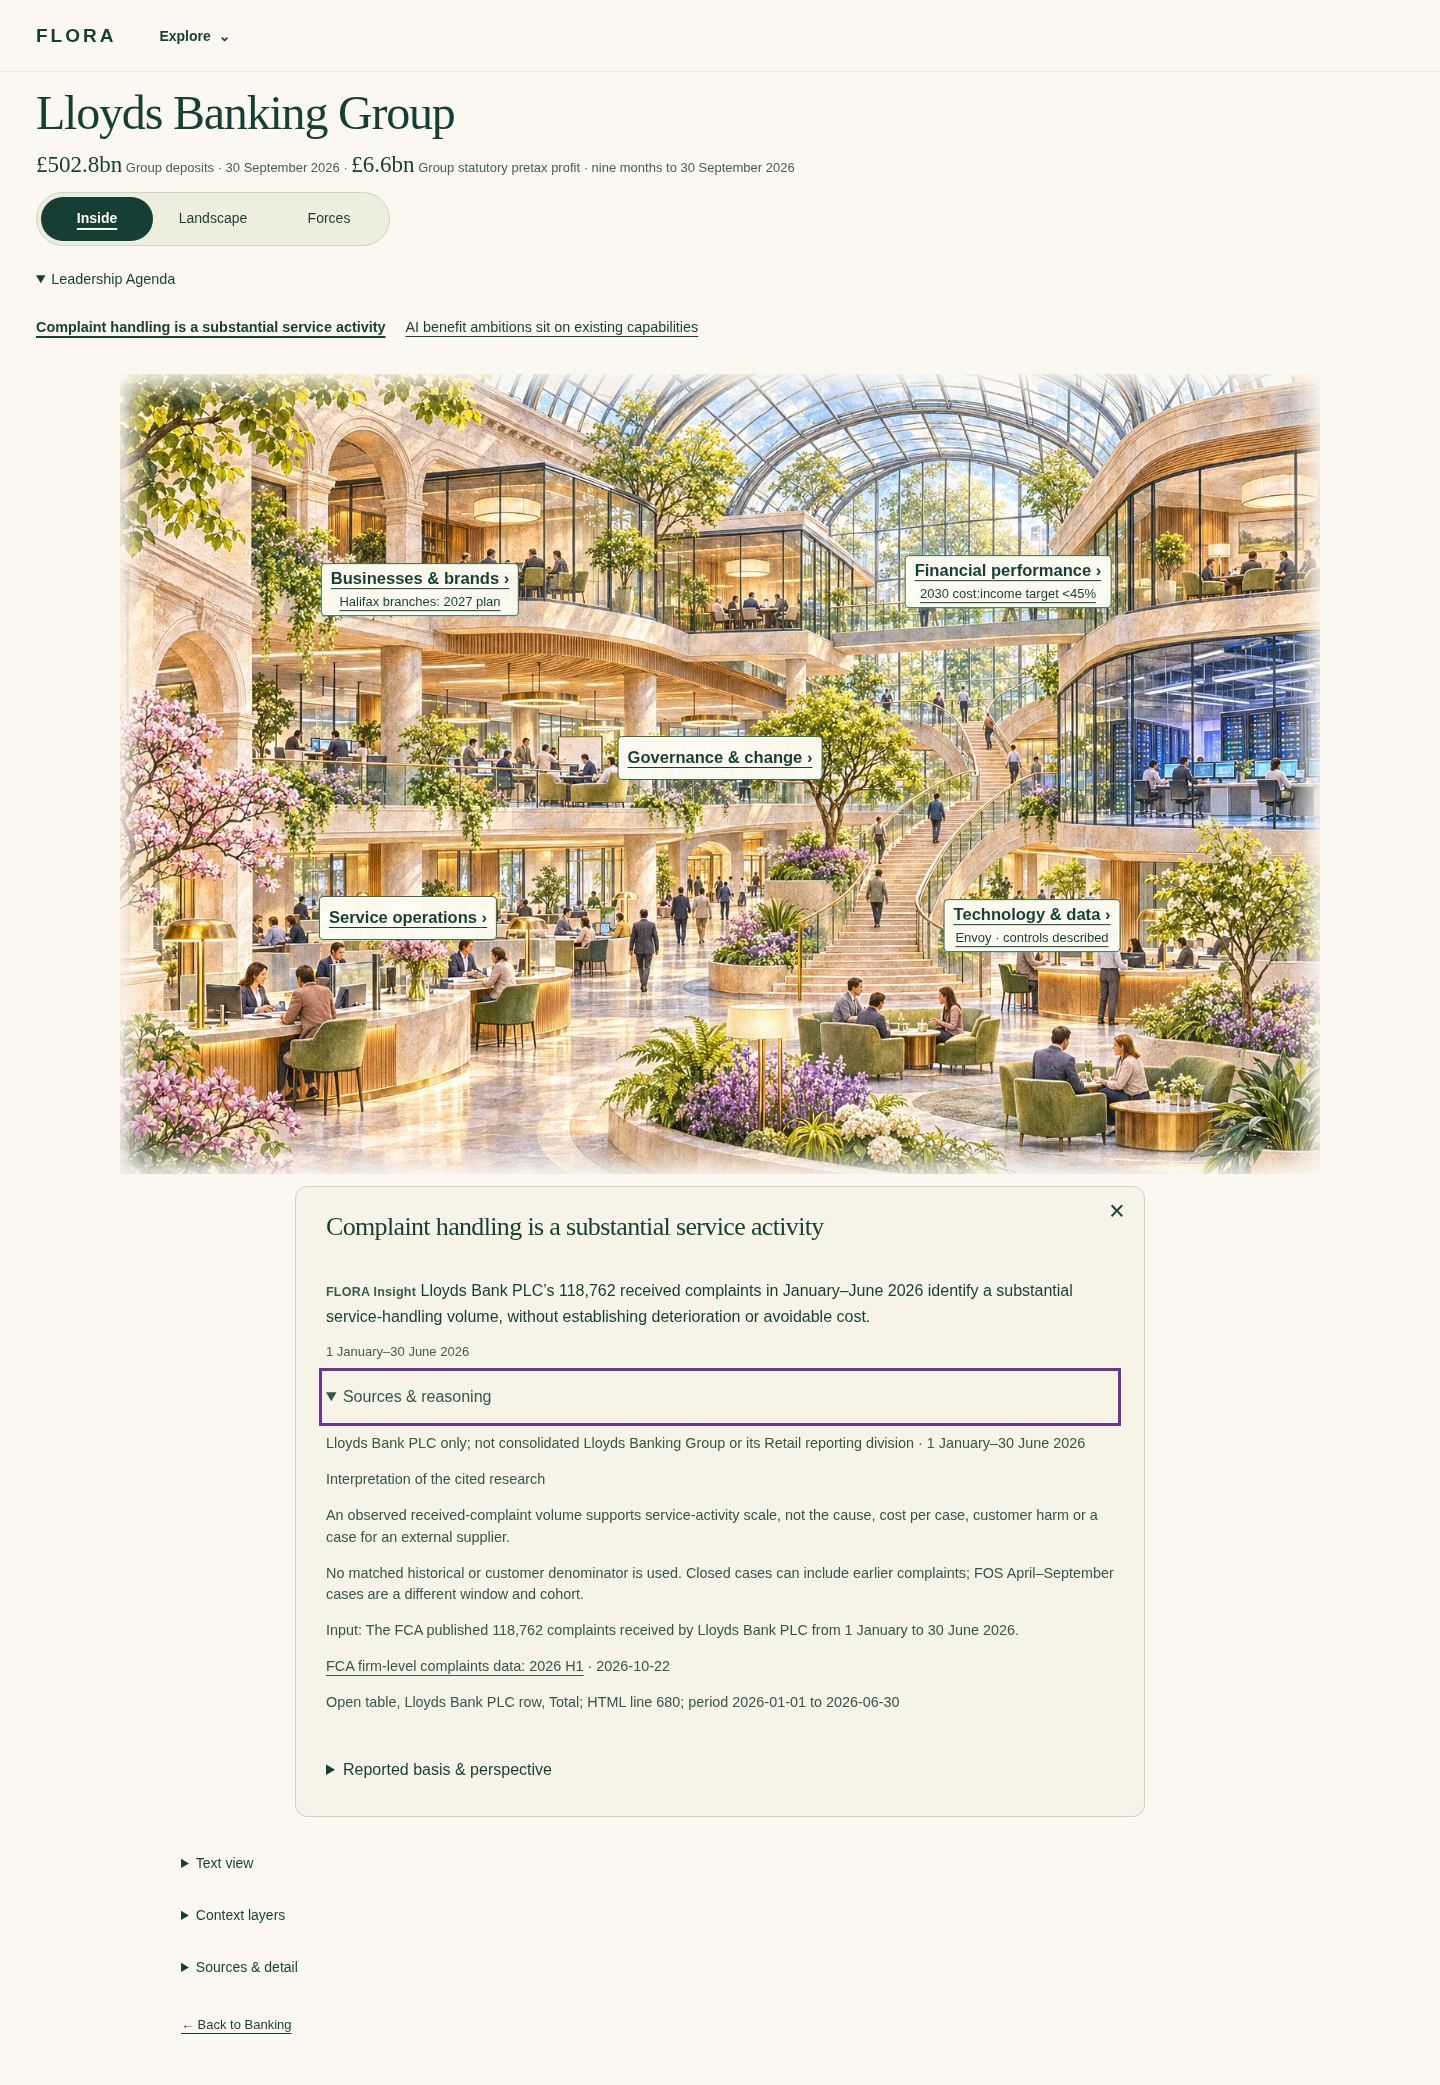 FLORA
Explore ⌄
Lloyds Banking Group
£502.8bn Group deposits · 30 September 2026 · £6.6bn Group statutory pretax profit · nine months to 30 September 2026
Inside
Landscape
Forces
▼ Leadership Agenda
Complaint handling is a substantial service activity
AI benefit ambitions sit on existing capabilities
Businesses & brands ›
Halifax branches: 2027 plan
Financial performance ›
2030 cost:income target <45%
Governance & change ›
Service operations ›
Technology & data ›
Envoy · controls described
✕
Complaint handling is a substantial service activity
FLORA Insight Lloyds Bank PLC’s 118,762 received complaints in January–June 2026 identify a substantial
service-handling volume, without establishing deterioration or avoidable cost.
1 January–30 June 2026
▼ Sources & reasoning
Lloyds Bank PLC only; not consolidated Lloyds Banking Group or its Retail reporting division · 1 January–30 June 2026
Interpretation of the cited research
An observed received-complaint volume supports service-activity scale, not the cause, cost per case, customer harm or a
case for an external supplier.
No matched historical or customer denominator is used. Closed cases can include earlier complaints; FOS April–September
cases are a different window and cohort.
Input: The FCA published 118,762 complaints received by Lloyds Bank PLC from 1 January to 30 June 2026.
FCA firm-level complaints data: 2026 H1 · 2026-10-22
Open table, Lloyds Bank PLC row, Total; HTML line 680; period 2026-01-01 to 2026-06-30
▶ Reported basis & perspective
▶ Text view
▶ Context layers
▶ Sources & detail
← Back to Banking